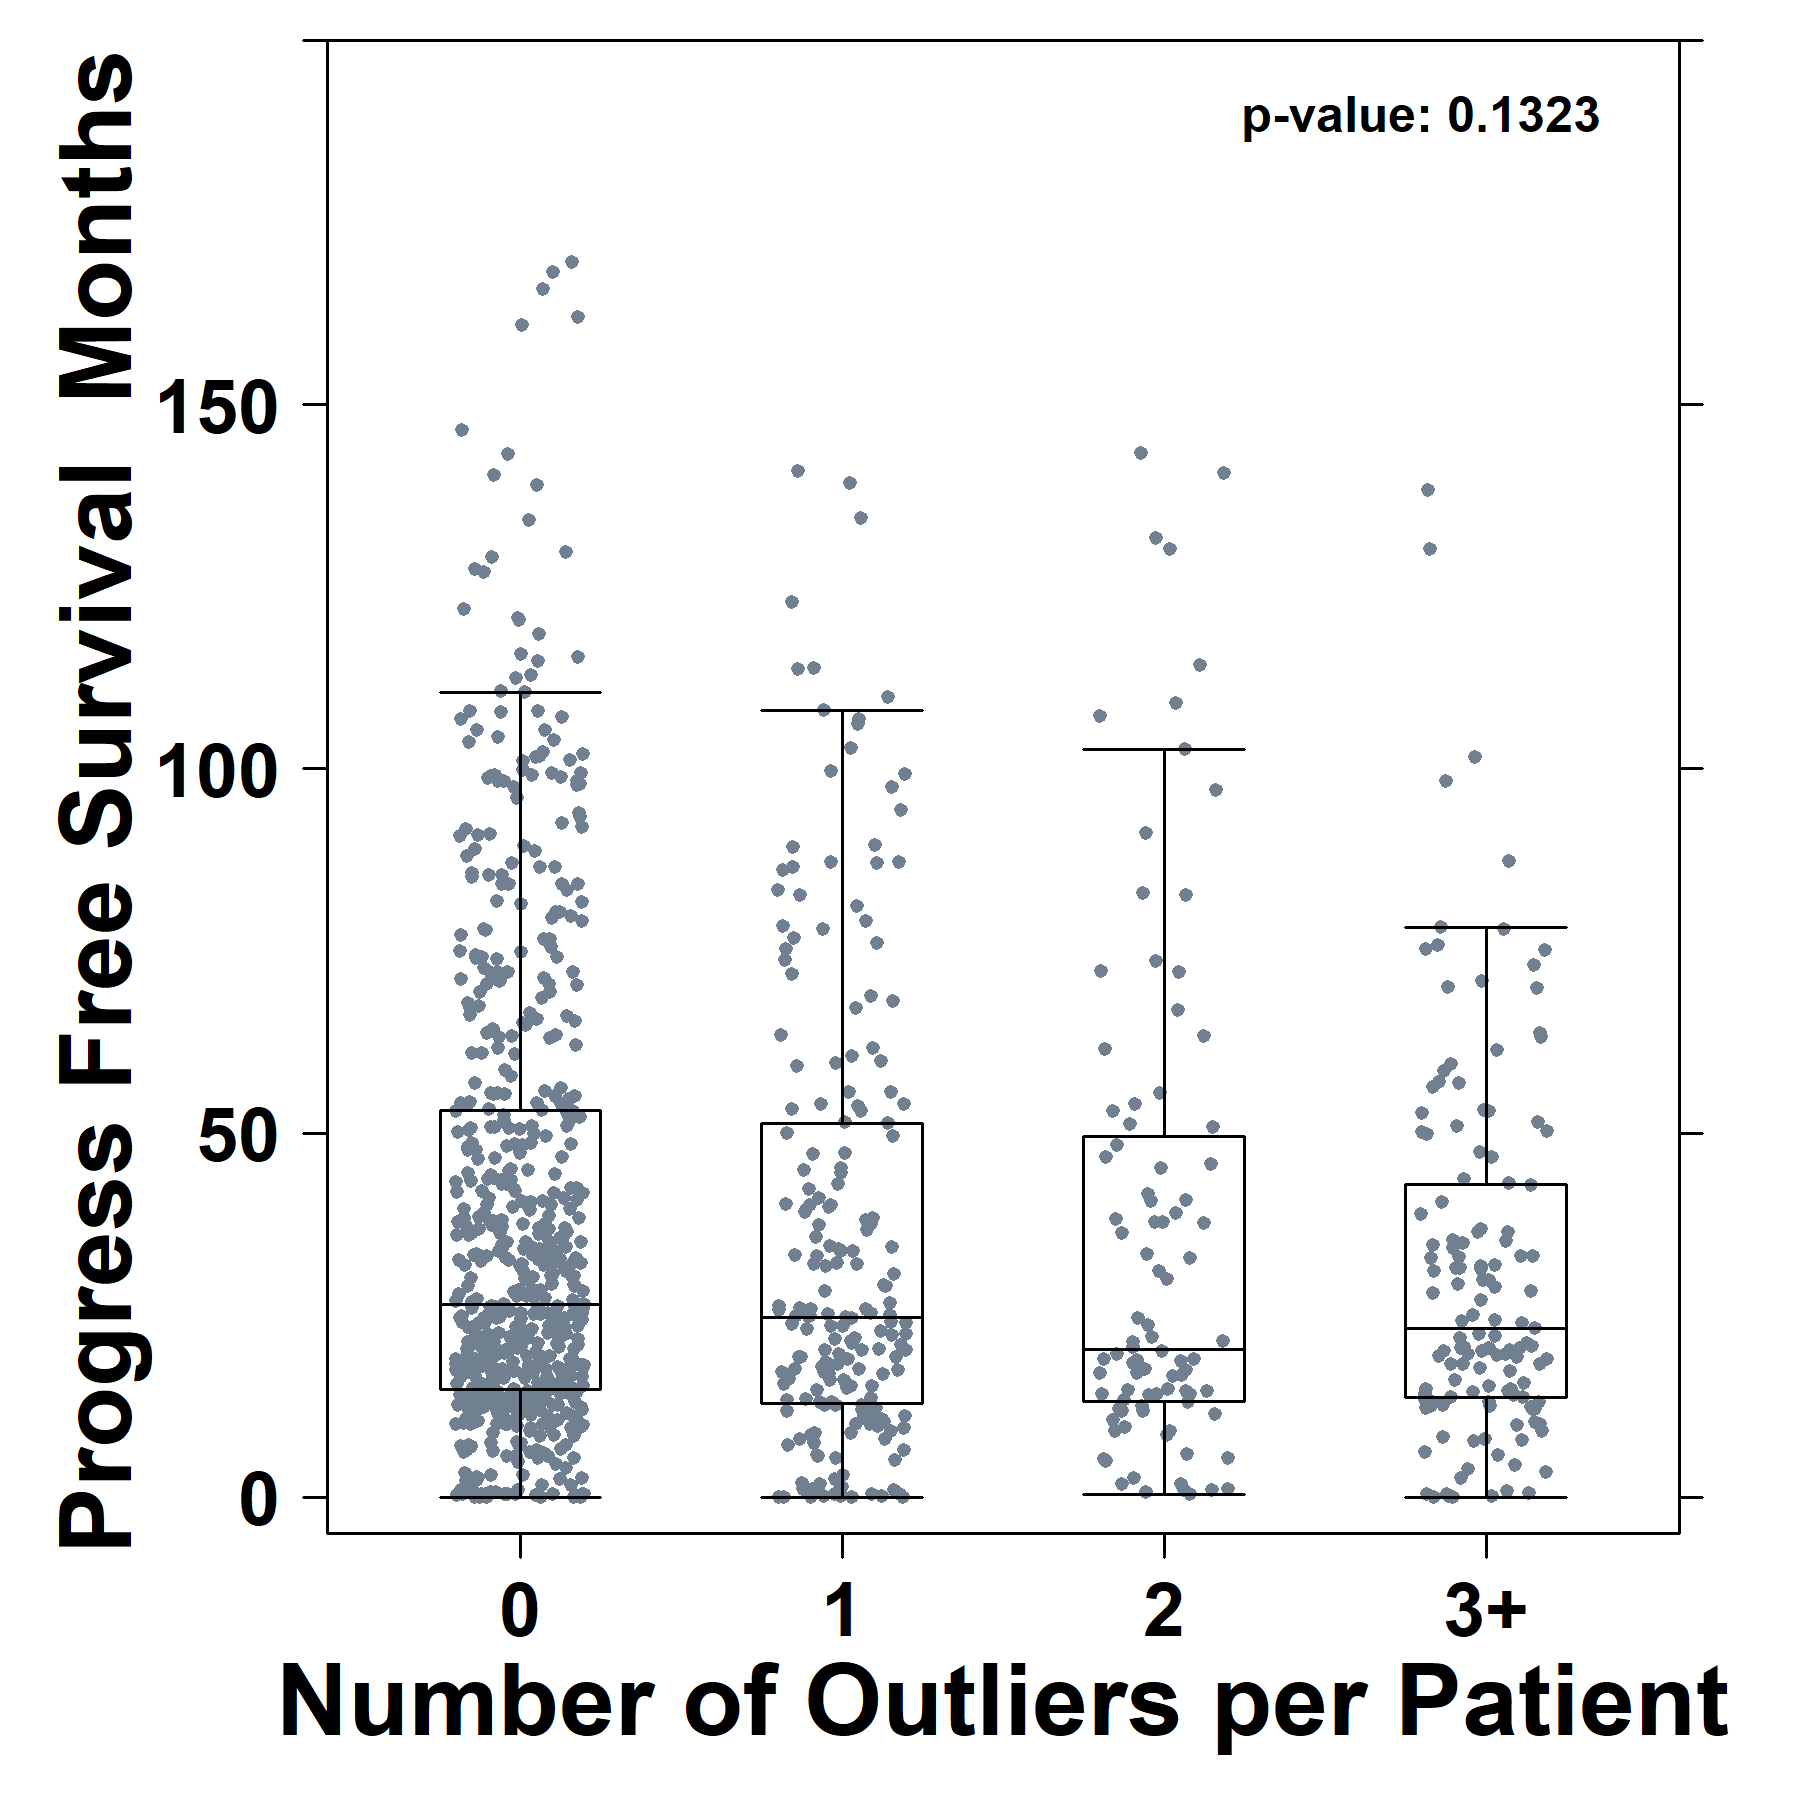 p-value: 0.1323
Progress Free Survival Months
150
100
50
0
0 1 2 3+
Number of Outliers per Patient